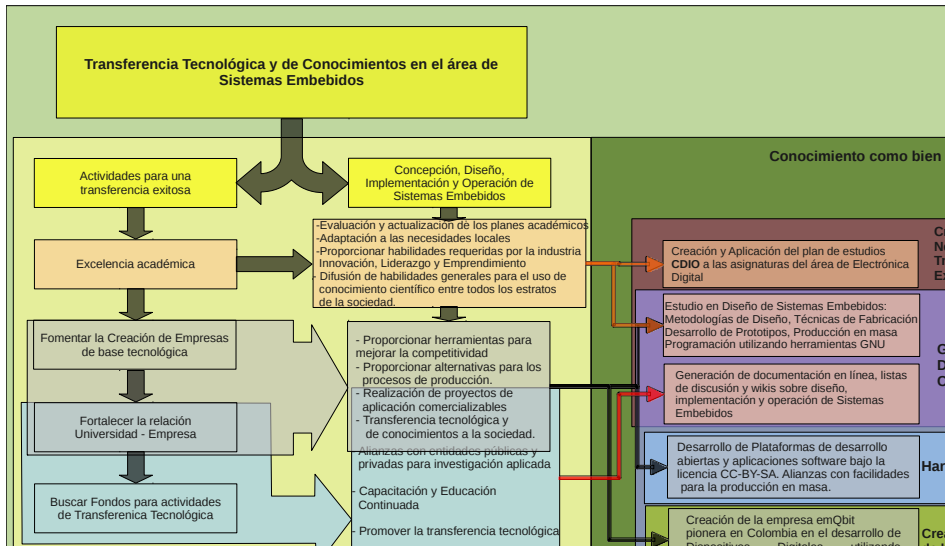 Transferencia Tecnológica y de Conocimientos en el área de
Sistemas Embebidos
Actividades para una
transferencia exitosa
Concepción, Diseño,
Implementación y Operación de
Sistemas Embebidos
Excelencia académica
-Evaluación y actualización de los planes académicos
-Adaptación a las necesidades locales
-Proporcionar habilidades requeridas por la industria
Innovación, Liderazgo y Emprendimiento
- Difusión de habilidades generales para el uso de
conocimiento científico entre todos los estratos
de la sociedad.
Fomentar la Creación de Empresas
de base tecnológica
- Proporcionar herramientas para
mejorar la competitividad
- Proporcionar alternativas para los
procesos de producción.
- Realización de proyectos de
aplicación comercializables
- Transferencia tecnológica y
de conocimientos a la sociedad.
Fortalecer la relación
Universidad - Empresa
- Alianzas con entidades públicas y
privadas para investigación aplicada
- Capacitación y Educación
Continuada
- Promover la transferencia tecnológica
Buscar Fondos para actividades
de Transferenica Tecnológica
Conocimiento como bien
Creación y Aplicación del plan de estudios
CDIO a las asignaturas del área de Electrónica
Digital
Estudio en Diseño de Sistemas Embebidos:
Metodologías de Diseño, Técnicas de Fabricación
Desarrollo de Prototipos, Producción en masa
Programación utilizando herramientas GNU
Generación de documentación en línea, listas
de discusión y wikis sobre diseño,
implementación y operación de Sistemas
Embebidos
Desarrollo de Plataformas de desarrollo
abiertas y aplicaciones software bajo la
licencia CC-BY-SA. Alianzas con facilidades
para la producción en masa.
Har
Creación de la empresa emQbit
pionera en Colombia en el desarrollo de
Dispositivos Digitales utilizando
Crea